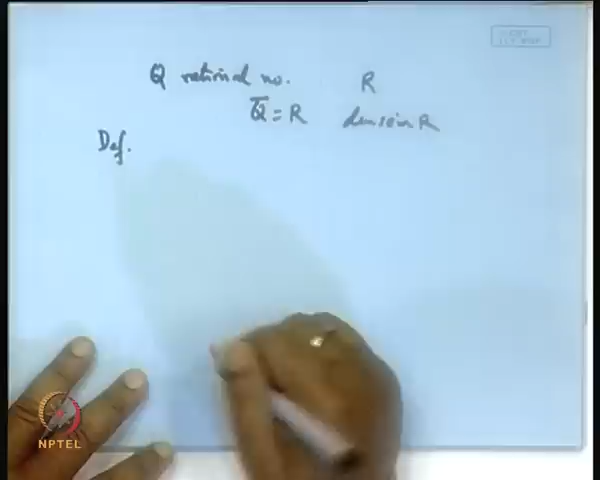 Q rational no. R
Q̅ = R dense in R
Def.
NPTEL